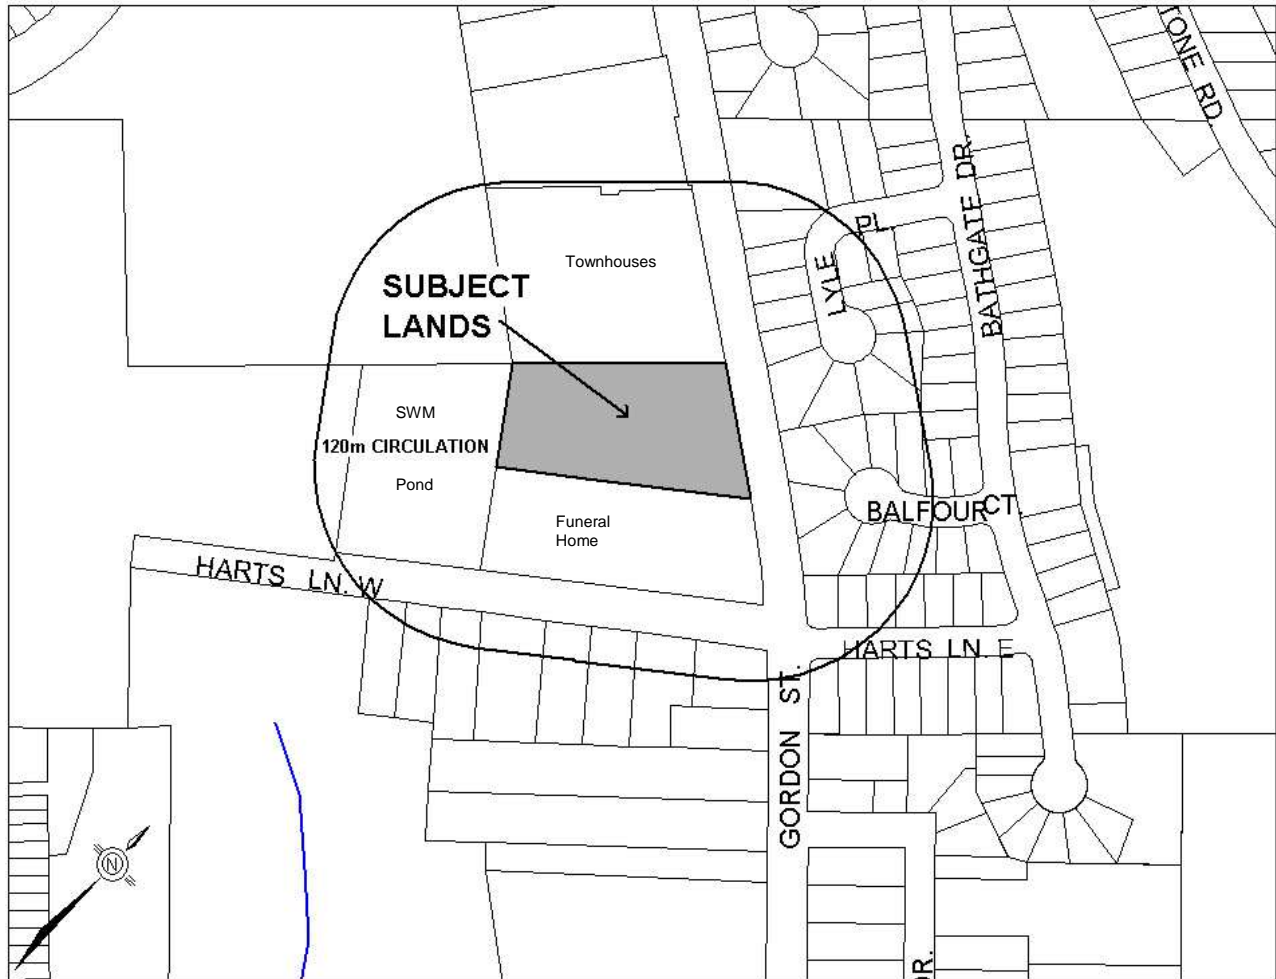 TONE RD.
BATHGATE DR.
PL.
LYLE
Townhouses
SUBJECT
LANDS
SWM
120m CIRCULATION
Pond
BALFOUR CT
Funeral
Home
HARTS LN. W
HARTS LN. E
GORDON ST.
N
DR.